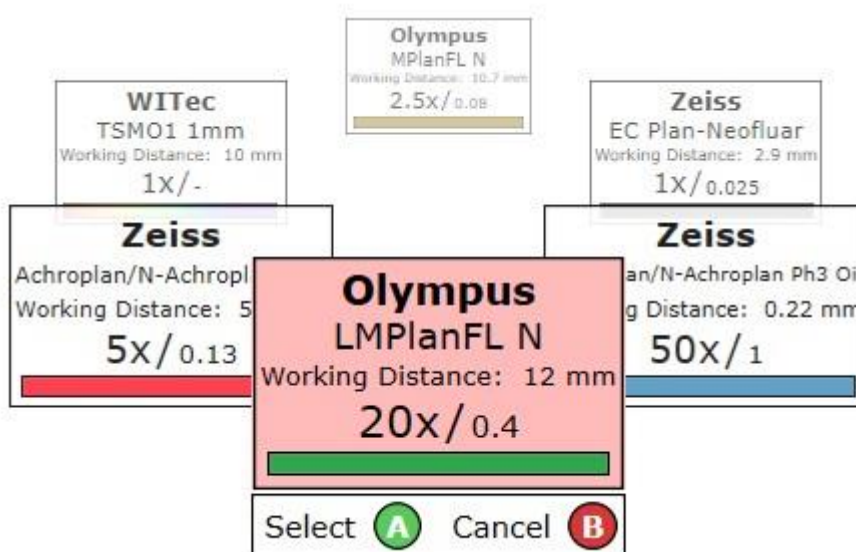 Olympus
MPlanFL N
Working Distance: 10.7 mm
2.5x/0.08
WITec
TSMO1 1mm
Working Distance: 10 mm
1x/-
Zeiss
EC Plan-Neofluar
Working Distance: 2.9 mm
1x/0.025
Zeiss
Achroplan/N-Achropl
Working Distance: 5
5x/0.13
Olympus
LMPlanFL N
Working Distance: 12 mm
20x/0.4
Zeiss
an/N-Achroplan Ph3 Oi
g Distance: 0.22 mm
50x/1
Select A Cancel B